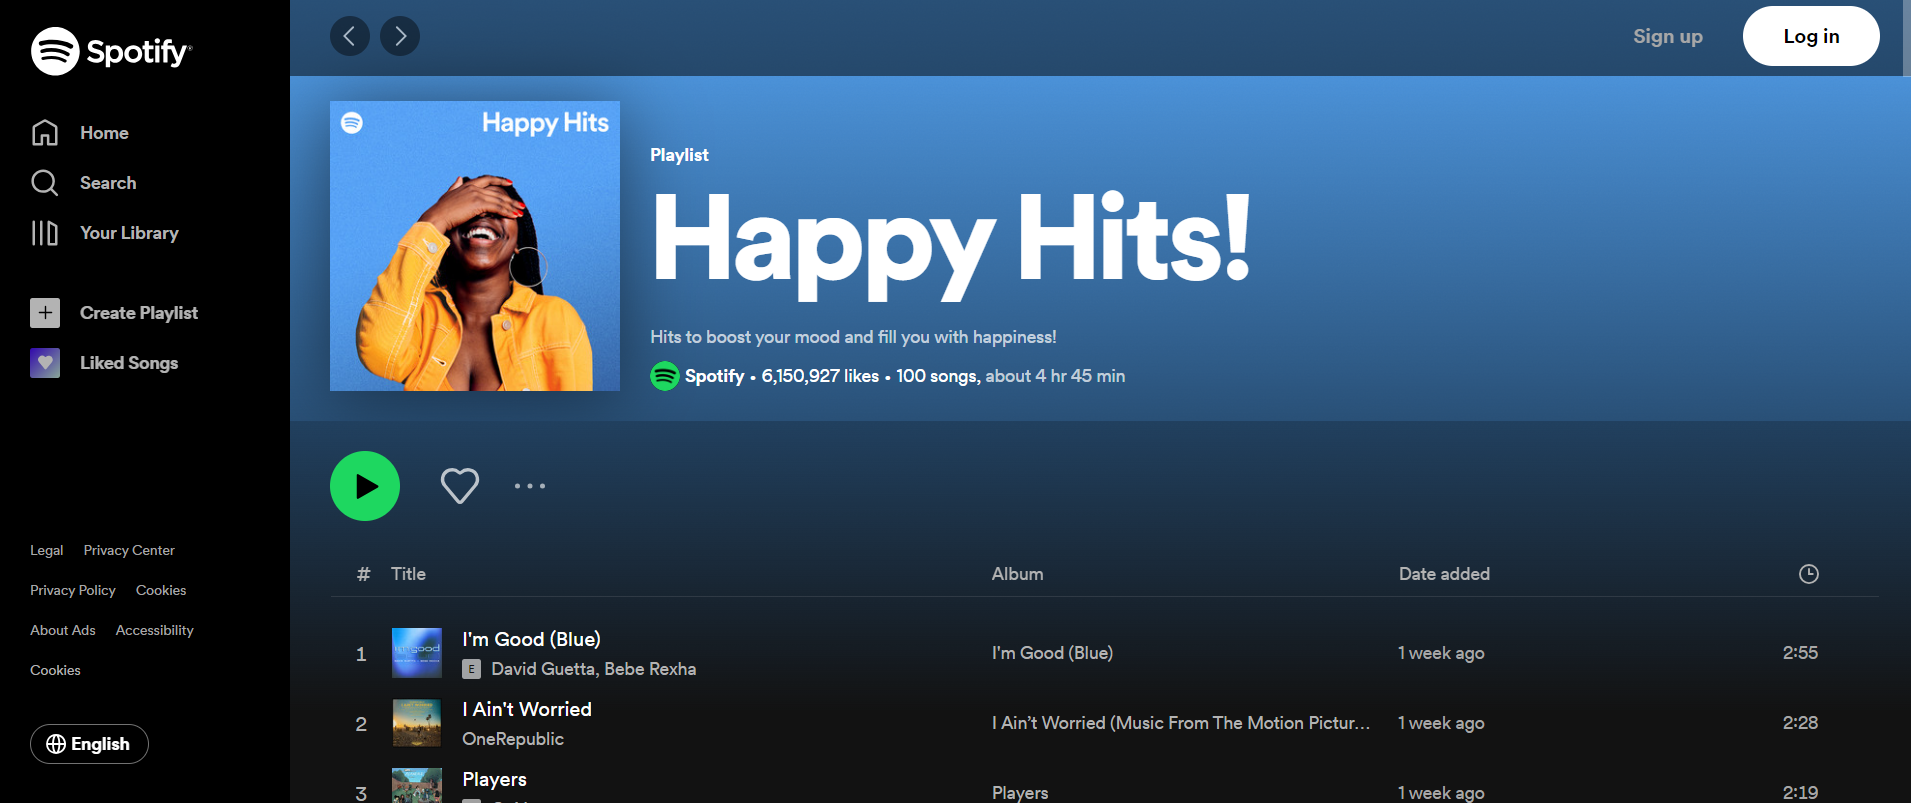 Spotify
Home
Search
Your Library
Create Playlist
Liked Songs
Legal Privacy Center
Privacy Policy Cookies
About Ads Accessibility
Cookies
English
Sign up Log in
Happy Hits
Playlist
Happy Hits!
Hits to boost your mood and fill you with happiness!
Spotify • 6,150,927 likes • 100 songs, about 4 hr 45 min
# Title Album Date added
1 I'm Good (Blue) I'm Good (Blue) 1 week ago 2:55
E David Guetta, Bebe Rexha
2 I Ain't Worried I Ain’t Worried (Music From The Motion Pictur... 1 week ago 2:28
OneRepublic
3 Players Players 1 week ago 2:19